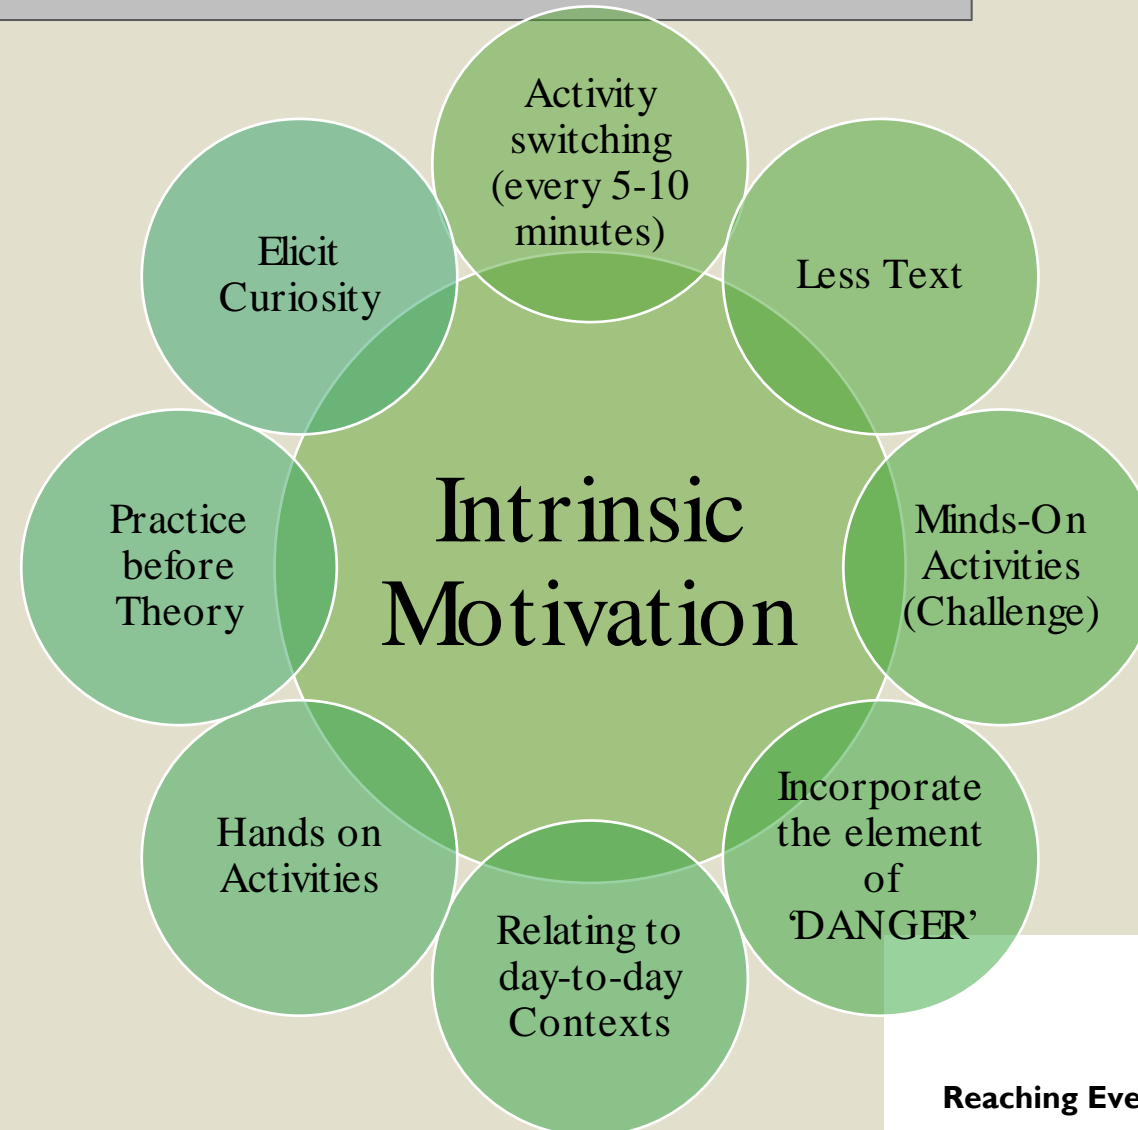 Activity
switching
(every 5-10
minutes)
Less Text
Minds-On
Activities
(Challenge)
Incorporate
the element
of
‘DANGER’
Relating to
day-to-day
Contexts
Hands on
Activities
Practice
before
Theory
Elicit
Curiosity
Intrinsic
Motivation
Reaching